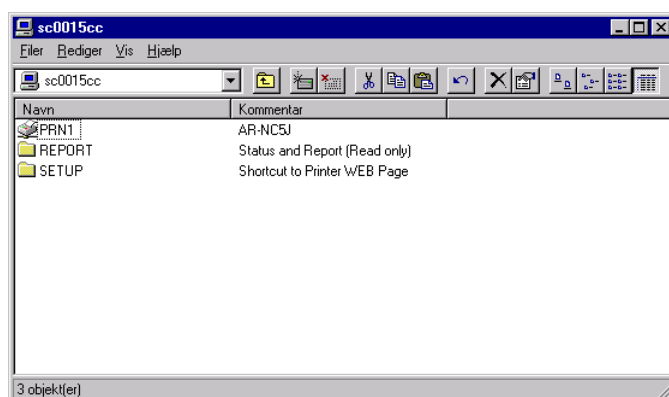 sc0015cc
Filer Rediger Vis Hjælp
sc0015cc
Navn Kommentar
PRN1 AR-NC5J
REPORT Status and Report (Read only)
SETUP Shortcut to Printer WEB Page
3 objekt(er)